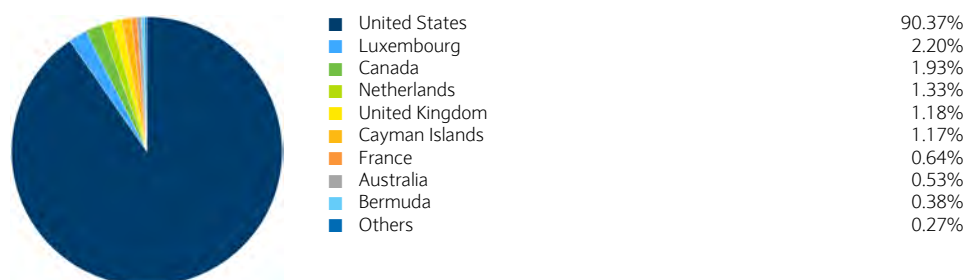 United States 90.37%
Luxembourg 2.20%
Canada 1.93%
Netherlands 1.33%
United Kingdom 1.18%
Cayman Islands 1.17%
France 0.64%
Australia 0.53%
Bermuda 0.38%
Others 0.27%